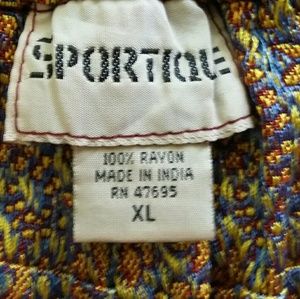 SPORTIQUE
100% RAYON
MADE IN INDIA
RN 47695
XL